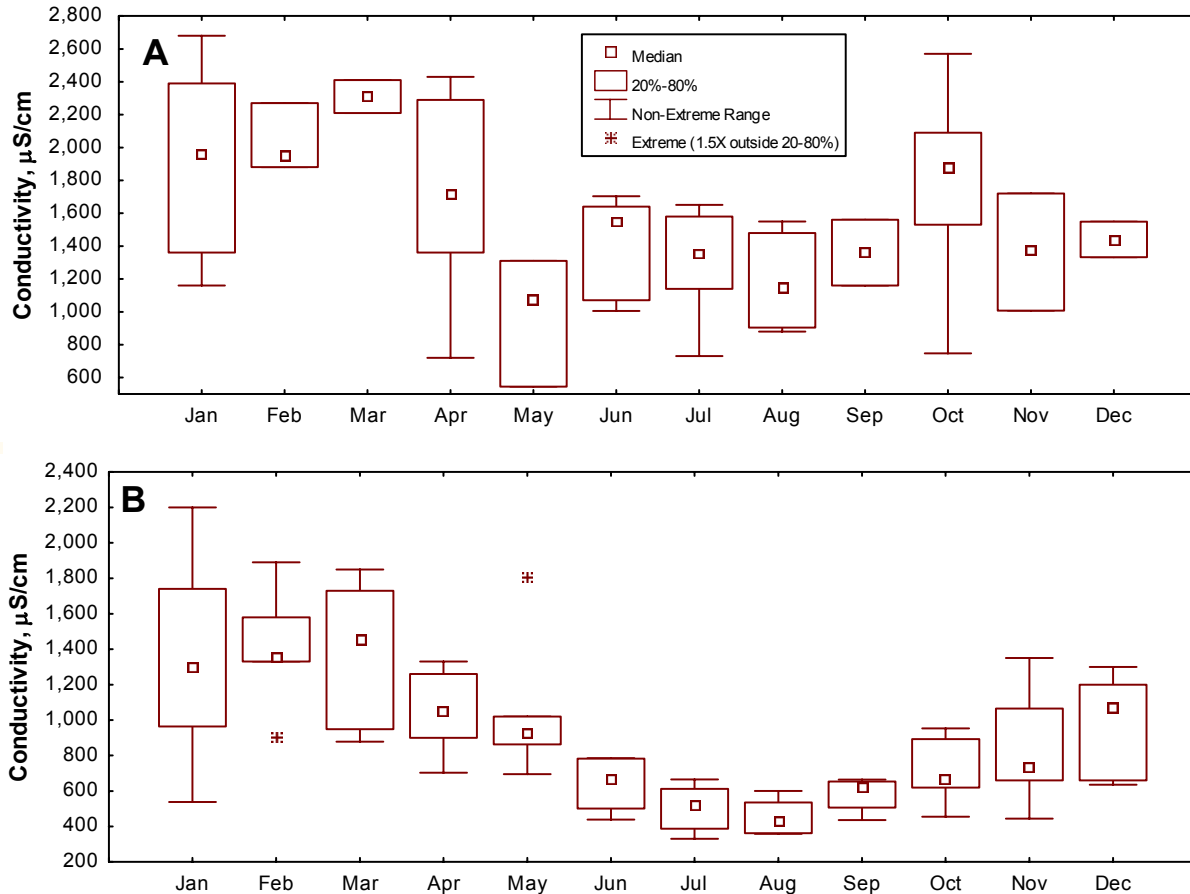 A
Median
20%-80%
Non-Extreme Range
Extreme (1.5X outside 20-80%)
Conductivity, µS/cm
2,800
2,600
2,400
2,200
2,000
1,800
1,600
1,400
1,200
1,000
800
600
Jan Feb Mar Apr May Jun Jul Aug Sep Oct Nov Dec
B
Conductivity, µS/cm
2,400
2,200
2,000
1,800
1,600
1,400
1,200
1,000
800
600
400
200
Jan Feb Mar Apr May Jun Jul Aug Sep Oct Nov Dec